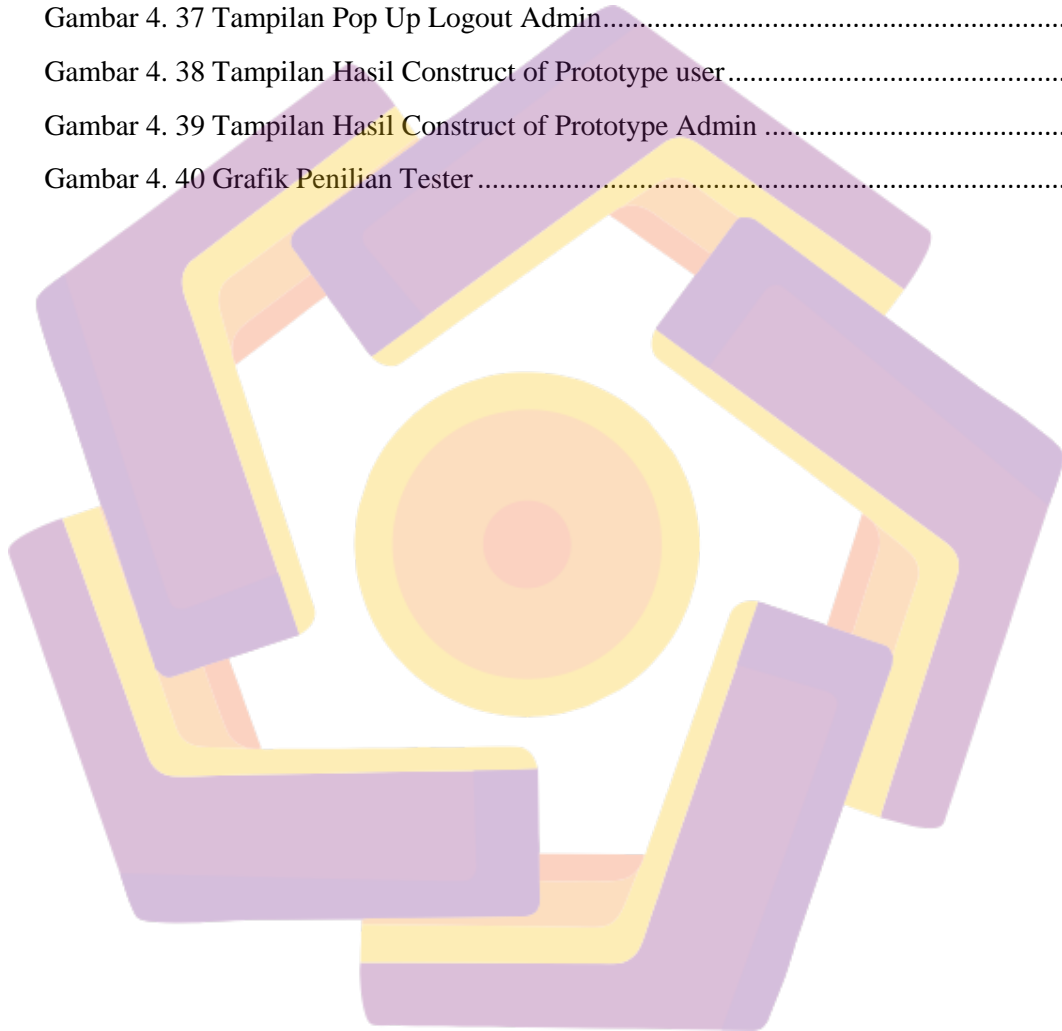 Gambar 4. 37 Tampilan Pop Up Logout Admin........................................................................
Gambar 4. 38 Tampilan Hasil Construct of Prototype user....................................................
Gambar 4. 39 Tampilan Hasil Construct of Prototype Admin ..............................................
Gambar 4. 40 Grafik Penilian Tester .....................................................................................